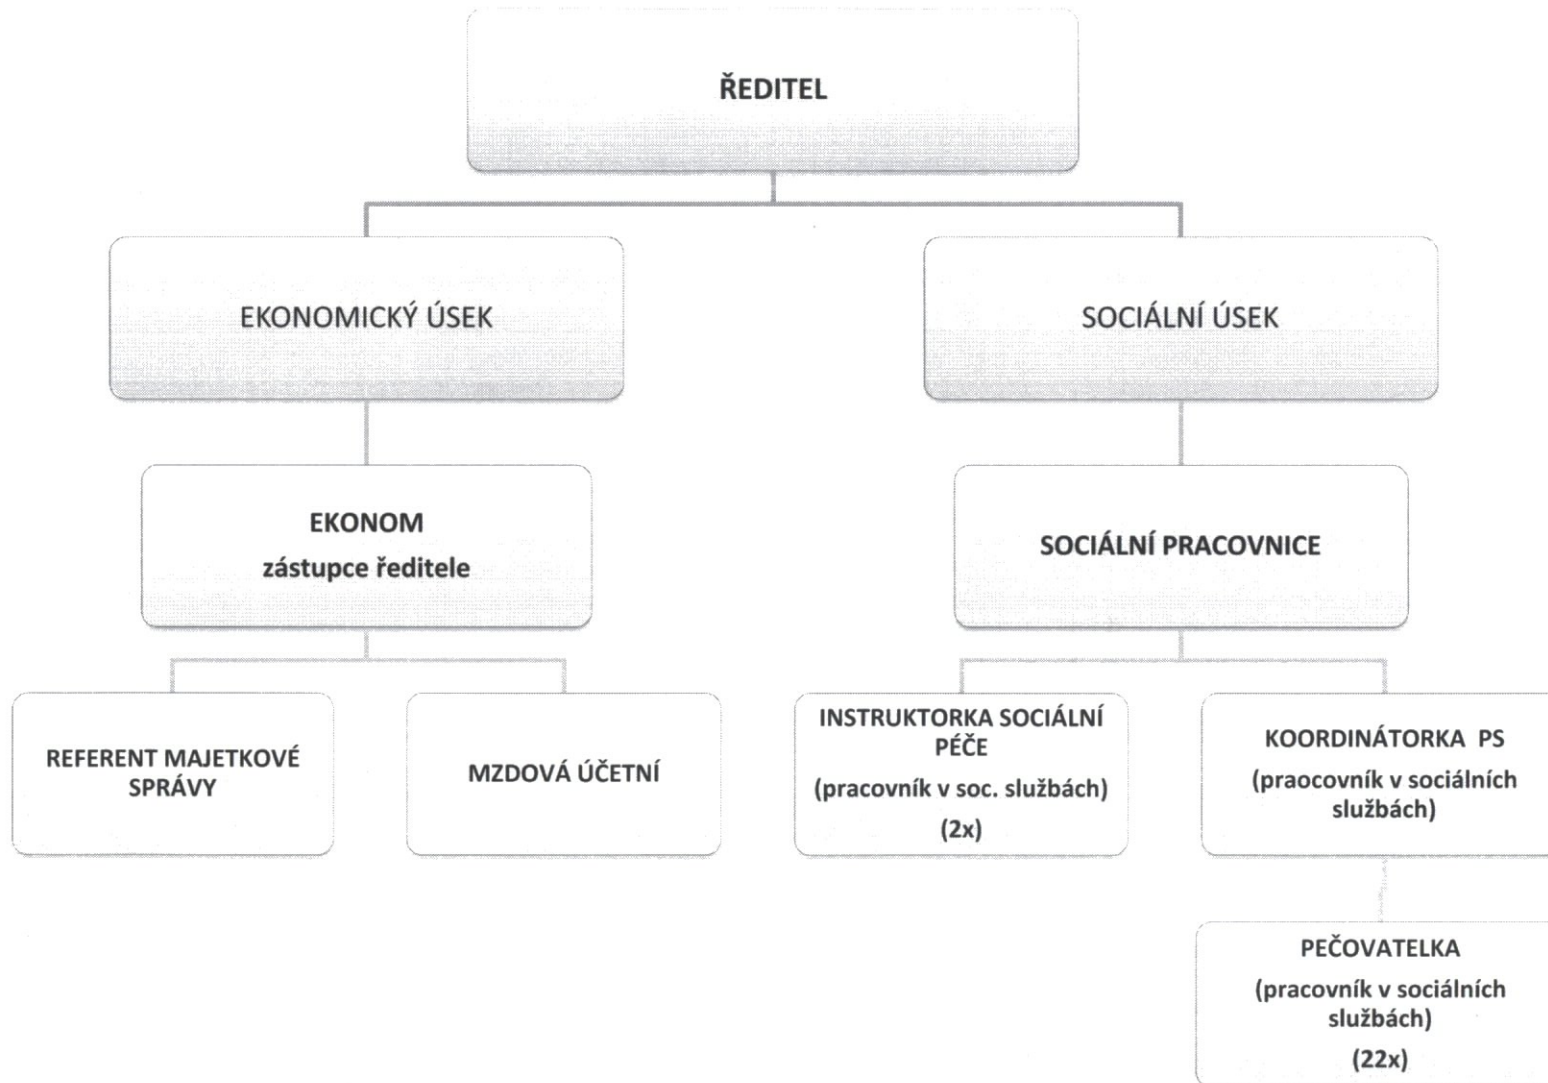 ŘEDITEL
EKONOMICKÝ ÚSEK
SOCIÁLNÍ ÚSEK
EKONOM
zástupce ředitele
SOCIÁLNÍ PRACOVNICE
REFERENT MAJETKOVÉ
SPRÁVY
MZDOVÁ ÚČETNÍ
INSTRUKTORKA SOCIÁLNÍ
PÉČE
(pracovník v soc. službách)
(2x)
KOORDINÁTORKA PS
(praocovník v sociálních
službách)
PEČOVATELKA
(pracovník v sociálních
službách)
(22x)